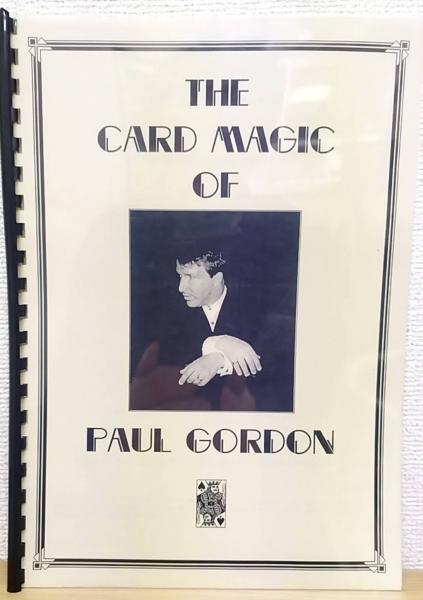 THE
CARD MAGIC
OF
PAUL GORDON